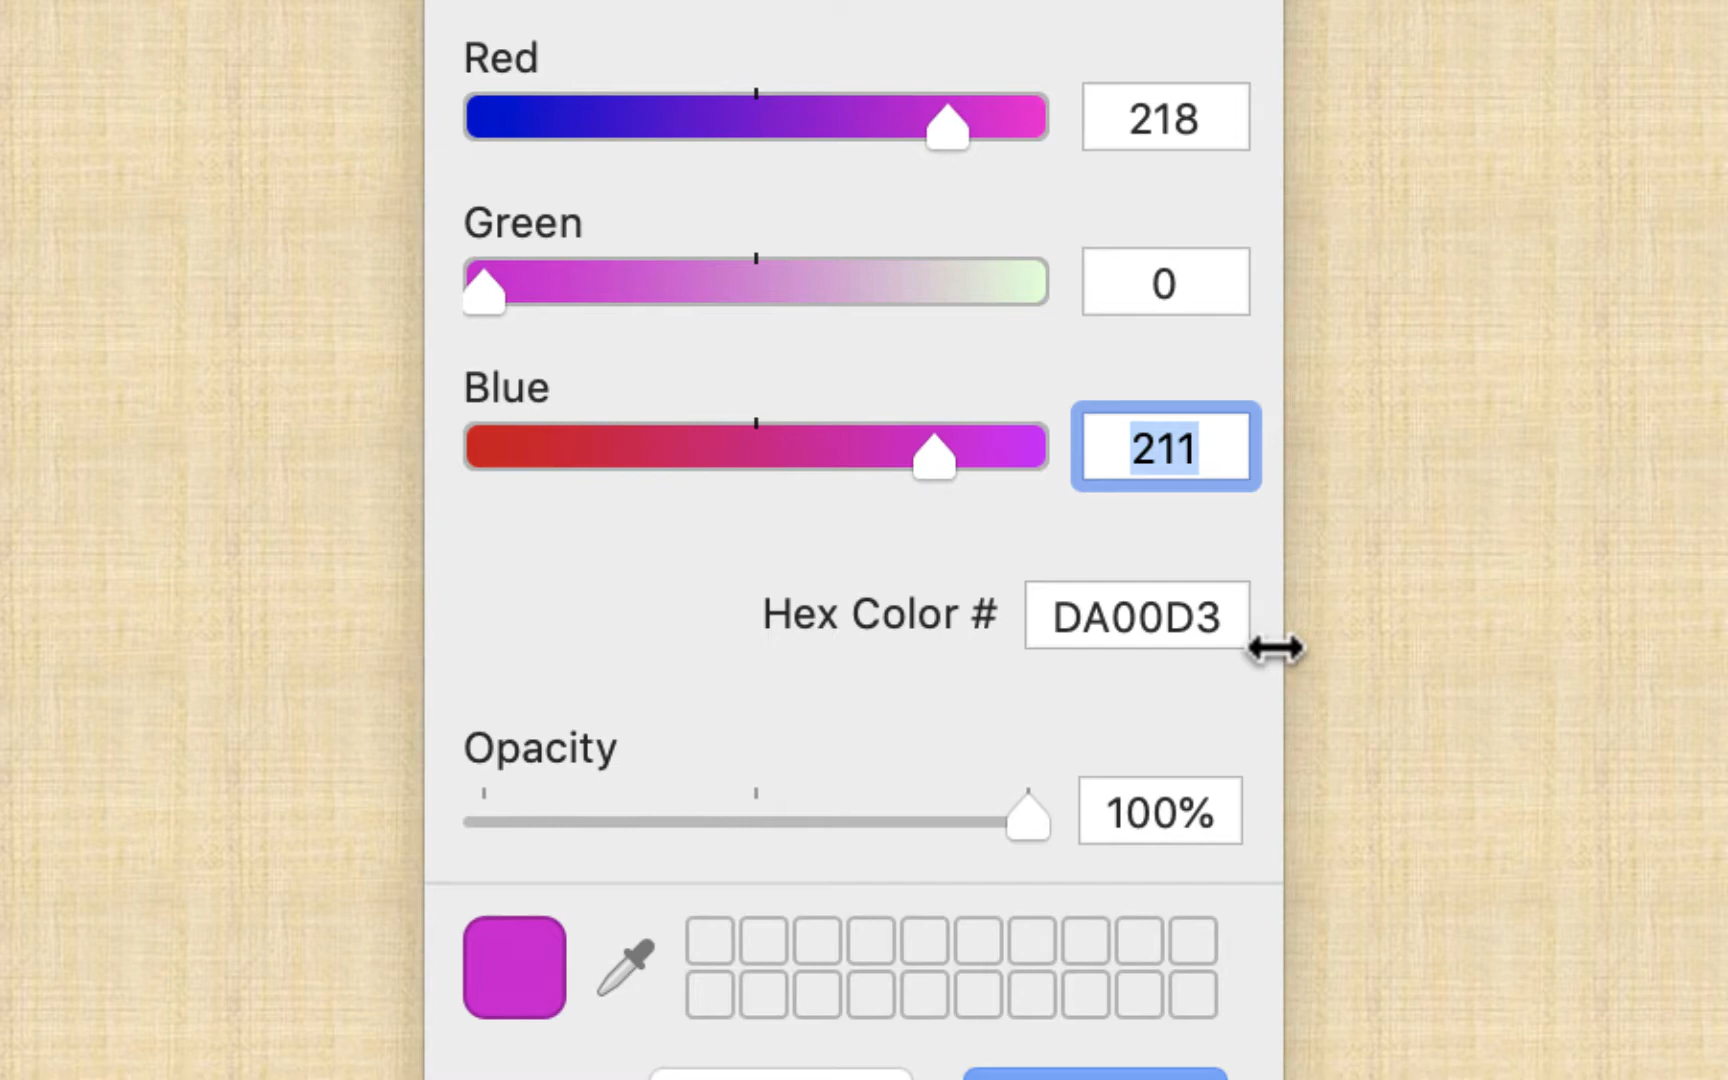 Red
218
Green
0
Blue
211
Hex Color # DA00D3
Opacity
100%